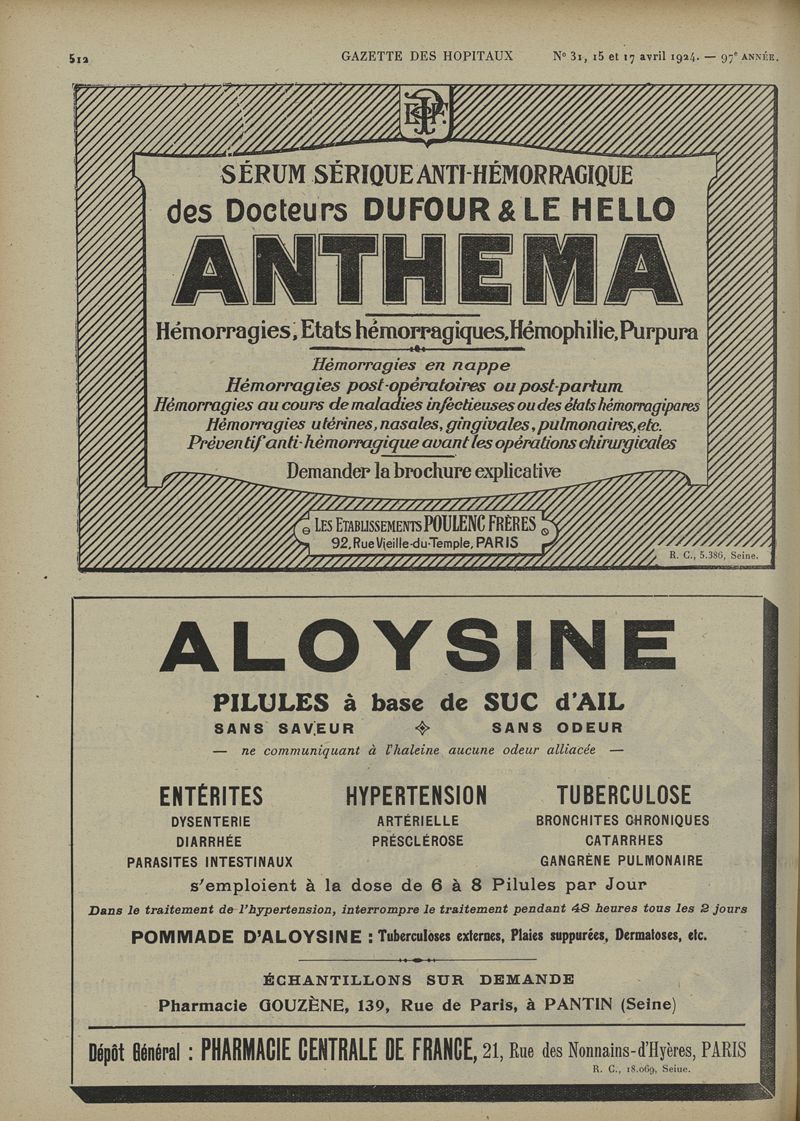 512
GAZETTE DES HOPITAUX
N° 31, 15 et 17 avril 1924. — 97e ANNÉE.
SÉRUM SÉRIQUE ANTI-HÉMORRAGIQUE
des Docteurs DUFOUR & LE HELLO
ANTHEMA
Hémorragies, Etats hémorragiques, Hémophilie, Purpura
Hémorragies en nappe
Hémorragies post-opératoires ou post-partum
Hémorragies au cours de maladies infectieuses ou des états hémorragipares
Hémorragies utérines, nasales, gingivales, pulmonaires, etc.
Préventif anti-hémorragique avant les opérations chirurgicales
Demander la brochure explicative
LES ETABLISSEMENTS POULENC FRÈRES
92, Rue Vieille-du-Temple, PARIS
R. C., 5.386, Seine.
ALOYSINE
PILULES à base de SUC d'AIL
SANS SAVEUR SANS ODEUR
— ne communiquant à l'haleine aucune odeur alliacée —
ENTÉRITES HYPERTENSION TUBERCULOSE
DYSENTERIE ARTÉRIELLE BRONCHITES CHRONIQUES
DIARRHÉE PRÉSCLÉROSE CATARRHES
PARASITES INTESTINAUX GANGRÈNE PULMONAIRE
s'emploient à la dose de 6 à 8 Pilules par Jour
Dans le traitement de l'hypertension, interrompre le traitement pendant 48 heures tous les 2 jours
POMMADE D'ALOYSINE : Tuberculoses externes, Plaies suppurées, Dermatoses, etc.
ÉCHANTILLONS SUR DEMANDE
Pharmacie GOUZÈNE, 139, Rue de Paris, à PANTIN (Seine)
Dépôt Général : PHARMACIE CENTRALE DE FRANCE, 21, Rue des Nonnains-d'Hyères, PARIS
R. C., 18.069, Seine.